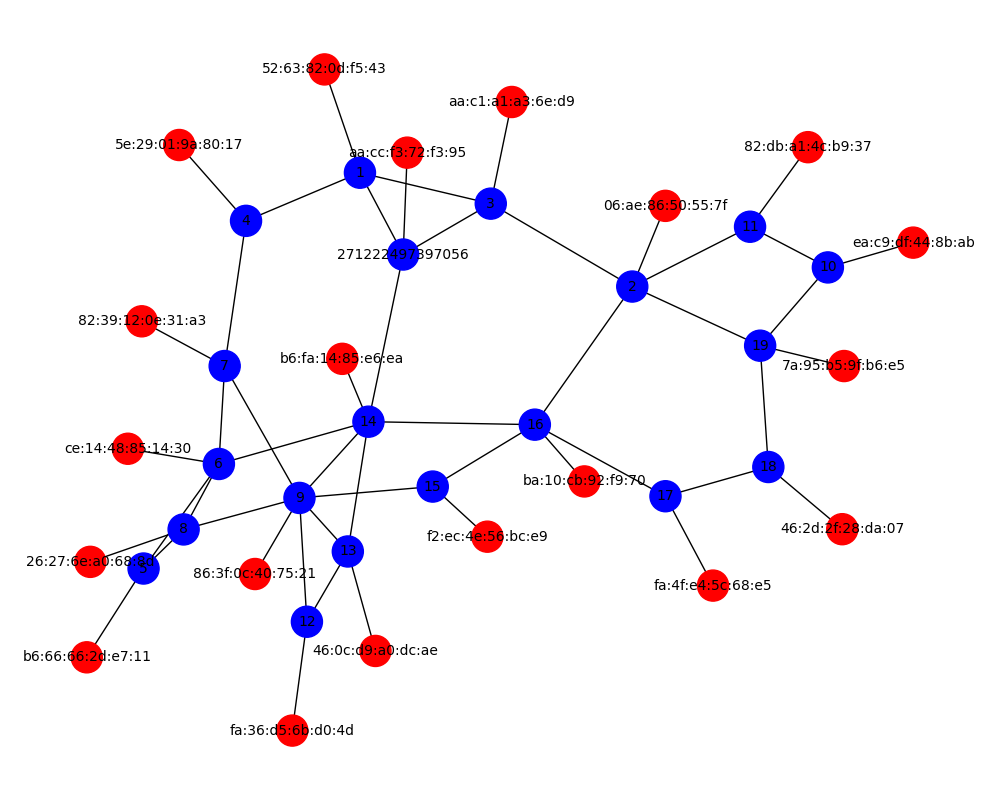 52:63:82:0d:f5:43
aa:c1:a1:a3:6e:d9
5e:29:01:9a:80:17
82:db:a1:4c:b9:37
aa:cc:f3:72:f3:95
1
3
06:ae:86:50:55:7f
4
11
ea:c9:df:44:8b:ab
271222497397056
10
2
82:39:12:0e:31:a3
19
b6:fa:14:85:e6:ea
7
7a:95:b5:9f:b6:e5
14
16
ce:14:48:85:14:30
6
18
ba:10:cb:92:f9:70
15
9
17
8
46:2d:2f:28:da:07
f2:ec:4e:56:bc:e9
13
26:27:6e:a0:68:8d
5
86:3f:0c:40:75:21
fa:4f:e4:5c:68:e5
12
46:0c:d9:a0:dc:ae
b6:66:66:2d:e7:11
fa:36:d5:6b:d0:4d